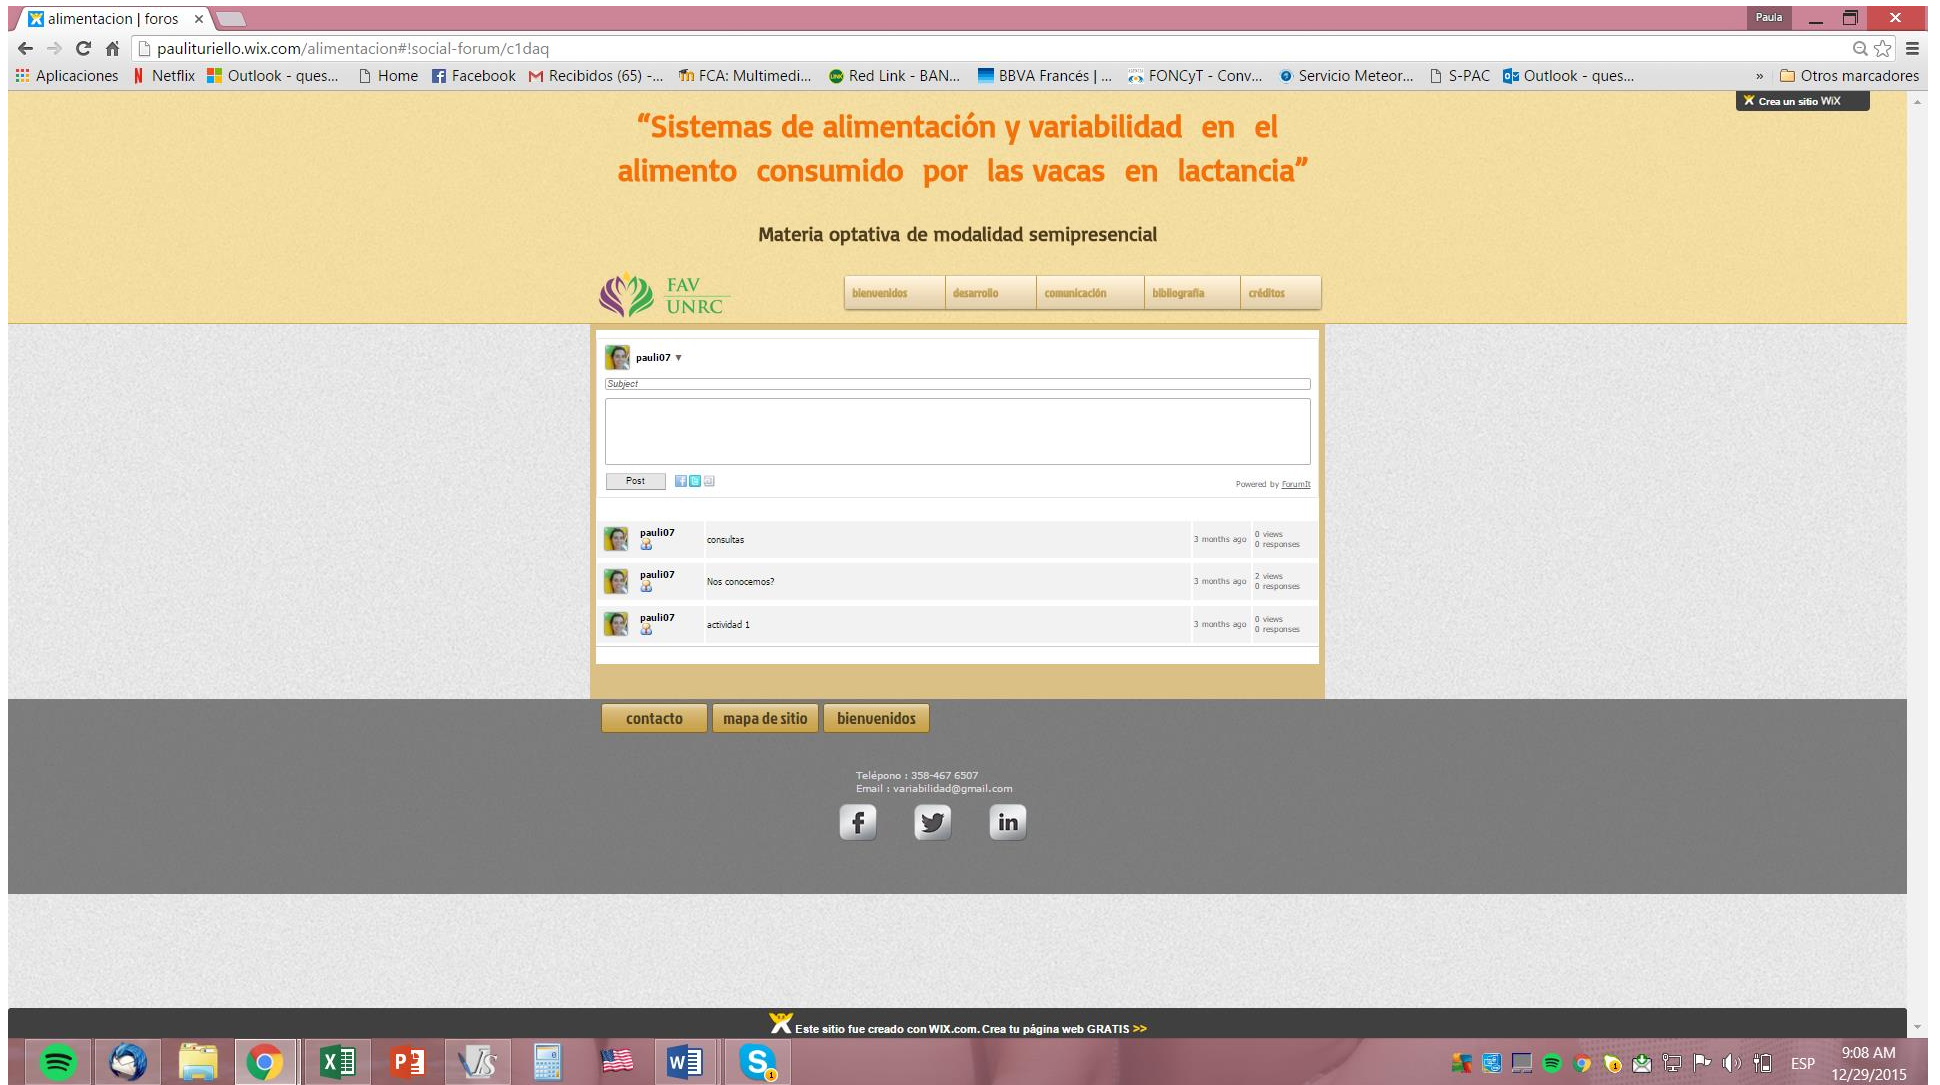 alimentacion | foros
Paula
paulituriello.wix.com/alimentacion#!social-forum/c1daq
Aplicaciones Netflix Outlook - ques... Home Facebook Recibidos (65) -... FCA: Multimedi... Red Link - BAN... BBVA Francés | ... FONCyT - Conv... Servicio Meteor... S-PAC Outlook - ques... » Otros marcadores
Crea un sitio WiX
“Sistemas de alimentación y variabilidad en el
alimento consumido por las vacas en lactancia”
Materia optativa de modalidad semipresencial
FAV
UNRC
bienvenidos desarrollo comunicación bibliografia créditos
pauli07
Subject
Post
Powered by ForumIt
pauli07 consultas 3 months ago 0 views
0 responses
pauli07 Nos conocemos? 3 months ago 2 views
0 responses
pauli07 actividad 1 3 months ago 0 views
0 responses
contacto mapa de sitio bienvenidos
Telépono : 358-467 6507
Email : variabilidad@gmail.com
Este sitio fue creado con WIX.com. Crea tu página web GRATIS >>
ESP
9:08 AM
12/29/2015